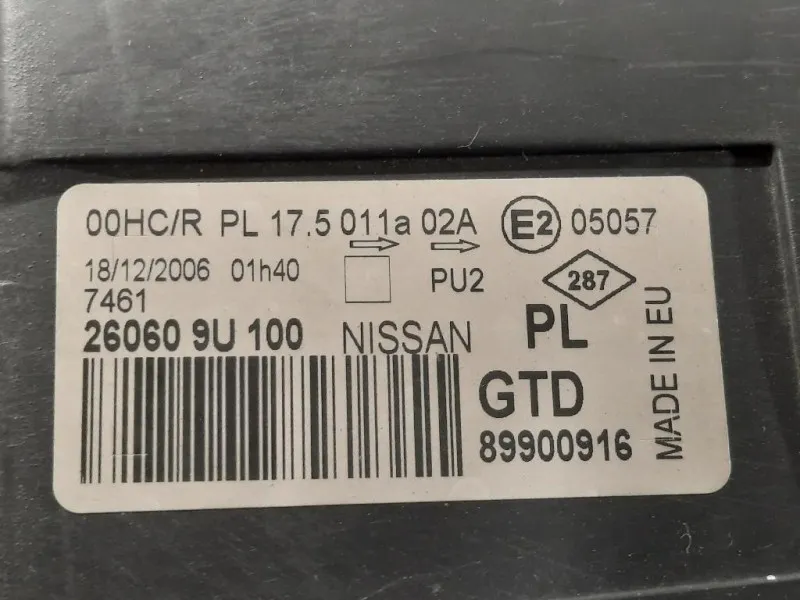 00HC/R PL 17.5 011a 02A E2 05057
18/12/2006 01h40 PU2 287
7461
26060 9U 100 NISSAN PL
GTD
89900916
MADE IN EU